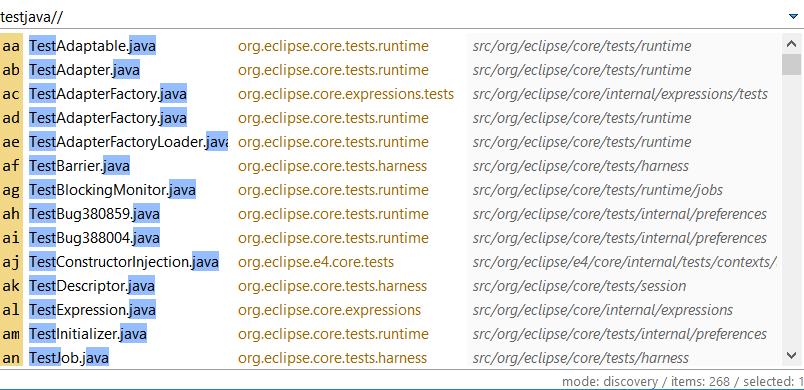 testjava//
aa TestAdaptable.java org.eclipse.core.tests.runtime src/org/eclipse/core/tests/runtime
ab TestAdapter.java org.eclipse.core.tests.runtime src/org/eclipse/core/tests/runtime
ac TestAdapterFactory.java org.eclipse.core.expressions.tests src/org/eclipse/core/internal/expressions/tests
ad TestAdapterFactory.java org.eclipse.core.tests.runtime src/org/eclipse/core/tests/runtime
ae TestAdapterFactoryLoader.java org.eclipse.core.tests.runtime src/org/eclipse/core/tests/runtime
af TestBarrier.java org.eclipse.core.tests.harness src/org/eclipse/core/tests/harness
ag TestBlockingMonitor.java org.eclipse.core.tests.runtime src/org/eclipse/core/tests/runtime/jobs
ah TestBug380859.java org.eclipse.core.tests.runtime src/org/eclipse/core/tests/internal/preferences
ai TestBug388004.java org.eclipse.core.tests.runtime src/org/eclipse/core/tests/internal/preferences
aj TestConstructorInjection.java org.eclipse.e4.core.tests src/org/eclipse/e4/core/internal/tests/contexts/
ak TestDescriptor.java org.eclipse.core.tests.harness src/org/eclipse/core/tests/session
al TestExpression.java org.eclipse.core.expressions src/org/eclipse/core/internal/expressions
am TestInitializer.java org.eclipse.core.tests.runtime src/org/eclipse/core/tests/internal/preferences
an TestJob.java org.eclipse.core.tests.harness src/org/eclipse/core/tests/harness
mode: discovery / items: 268 / selected: 1